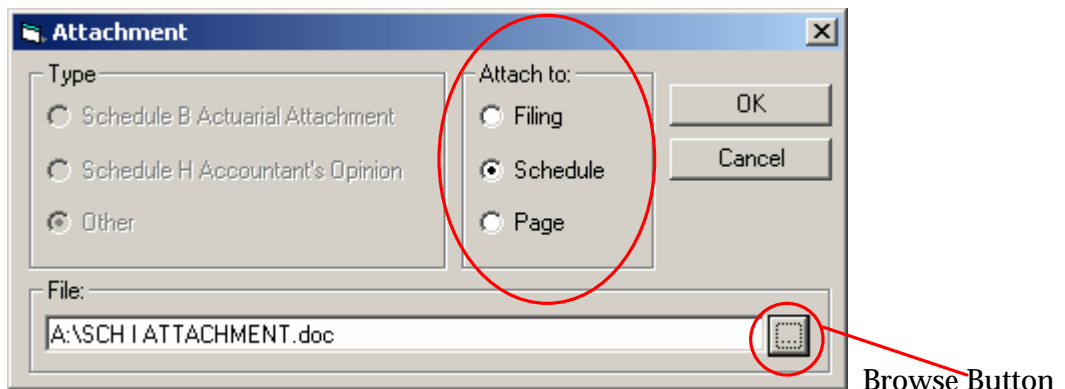 Attachment
Type
Schedule B Actuarial Attachment
Schedule H Accountant's Opinion
Other
Attach to:
Filing
Schedule
Page
OK
Cancel
File:
A:\SCH I ATTACHMENT.doc
...
Browse Button